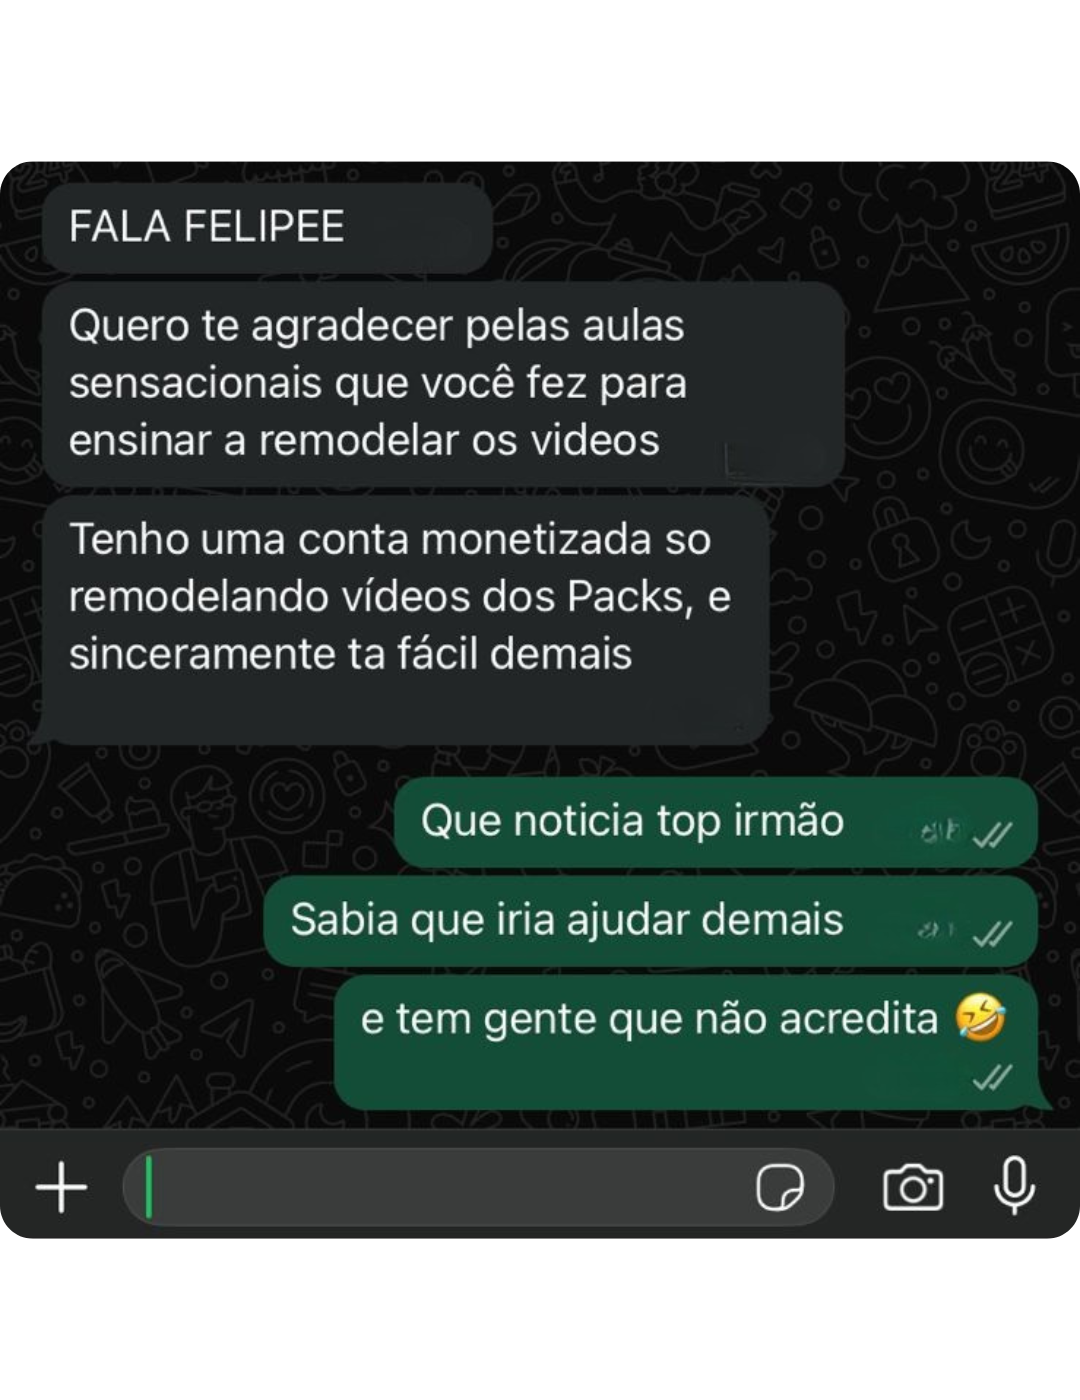 FALA FELIPEE
Quero te agradecer pelas aulas
sensacionais que você fez para
ensinar a remodelar os videos
Tenho uma conta monetizada so
remodelando vídeos dos Packs, e
sinceramente ta fácil demais
Que noticia top irmão
Sabia que iria ajudar demais
e tem gente que não acredita 🤣